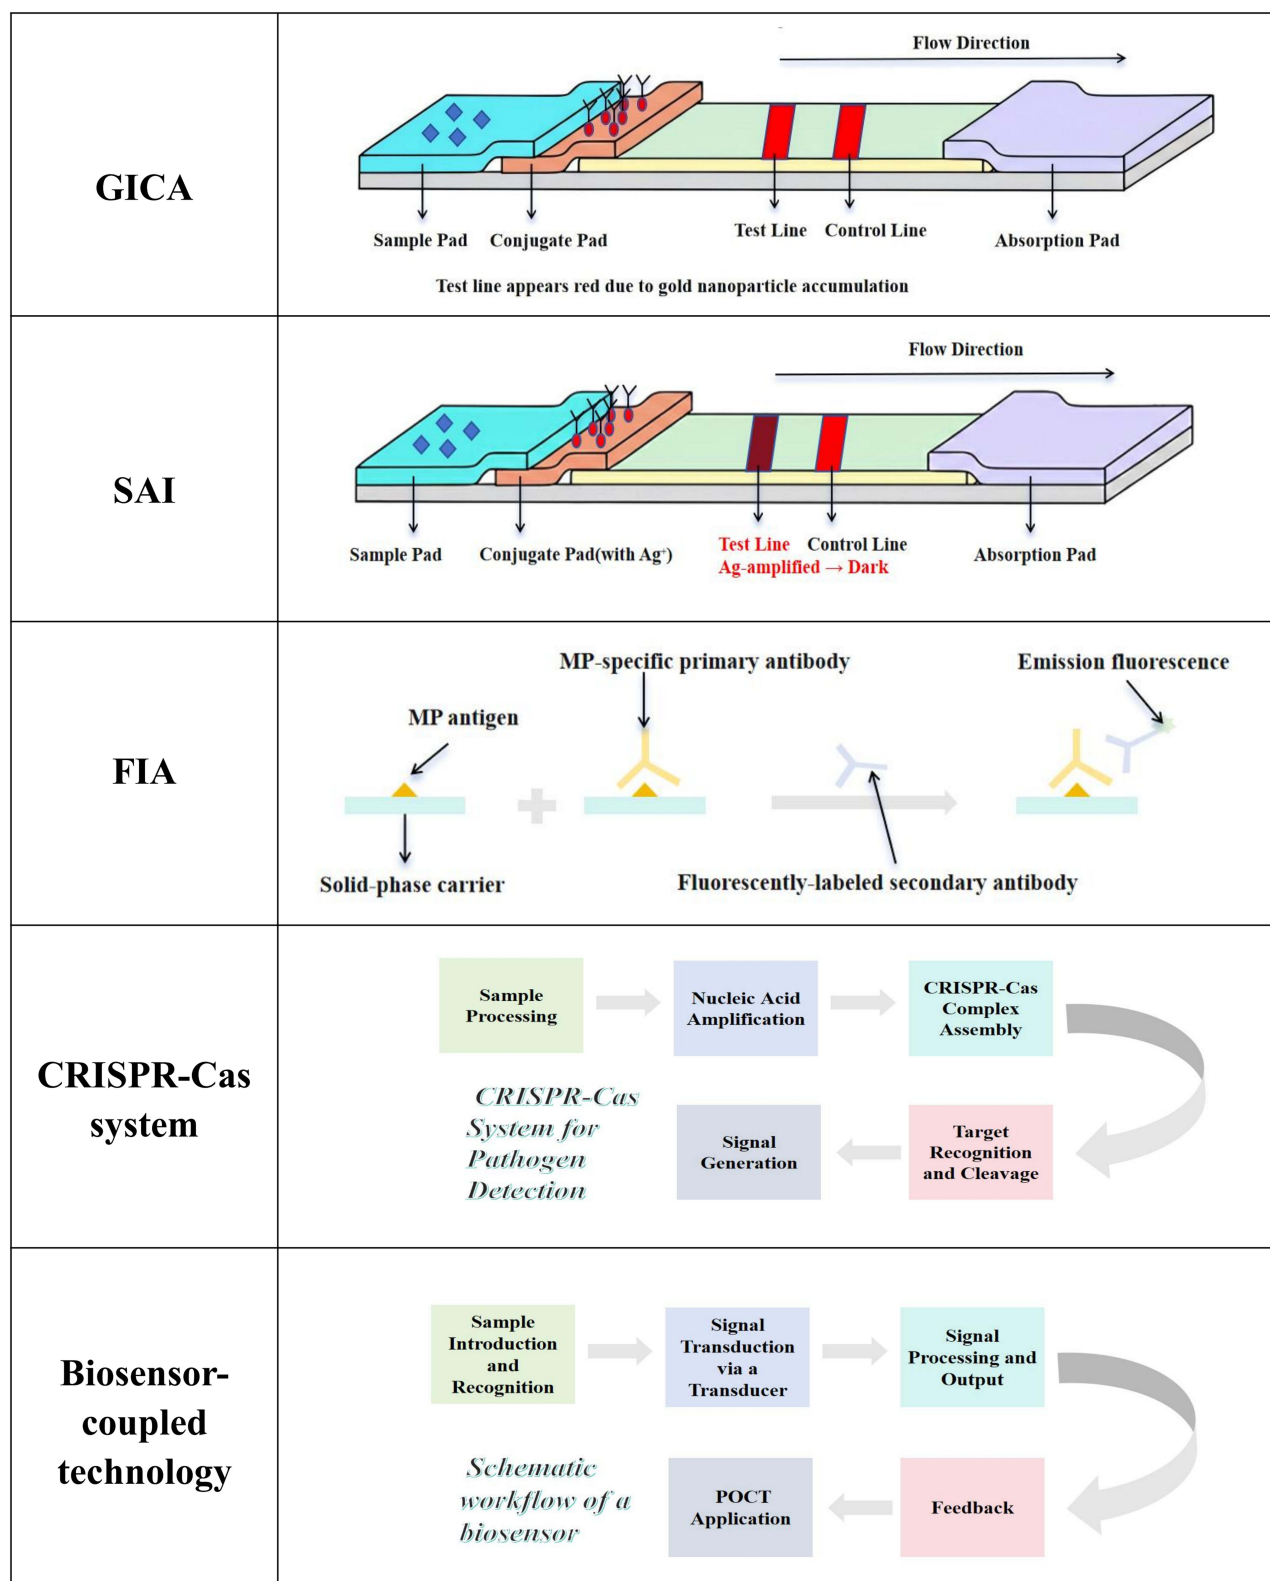 GICA
Flow Direction
Sample Pad
Conjugate Pad
Test Line
Control Line
Absorption Pad
Test line appears red due to gold nanoparticle accumulation
SAI
Flow Direction
Sample Pad
Conjugate Pad(with Ag⁺)
Test Line
Control Line
Ag-amplified → Dark
Absorption Pad
FIA
MP-specific primary antibody
Emission fluorescence
MP antigen
Solid-phase carrier
Fluorescently-labeled secondary antibody
CRISPR-Cas
system
Sample
Processing
Nucleic Acid
Amplification
CRISPR-Cas
Complex
Assembly
CRISPR-Cas
System for
Pathogen
Detection
Signal
Generation
Target
Recognition
and Cleavage
Biosensor-
coupled
technology
Sample
Introduction
and
Recognition
Signal
Transduction
via a
Transducer
Signal
Processing and
Output
Schematic
workflow of a
biosensor
POCT
Application
Feedback